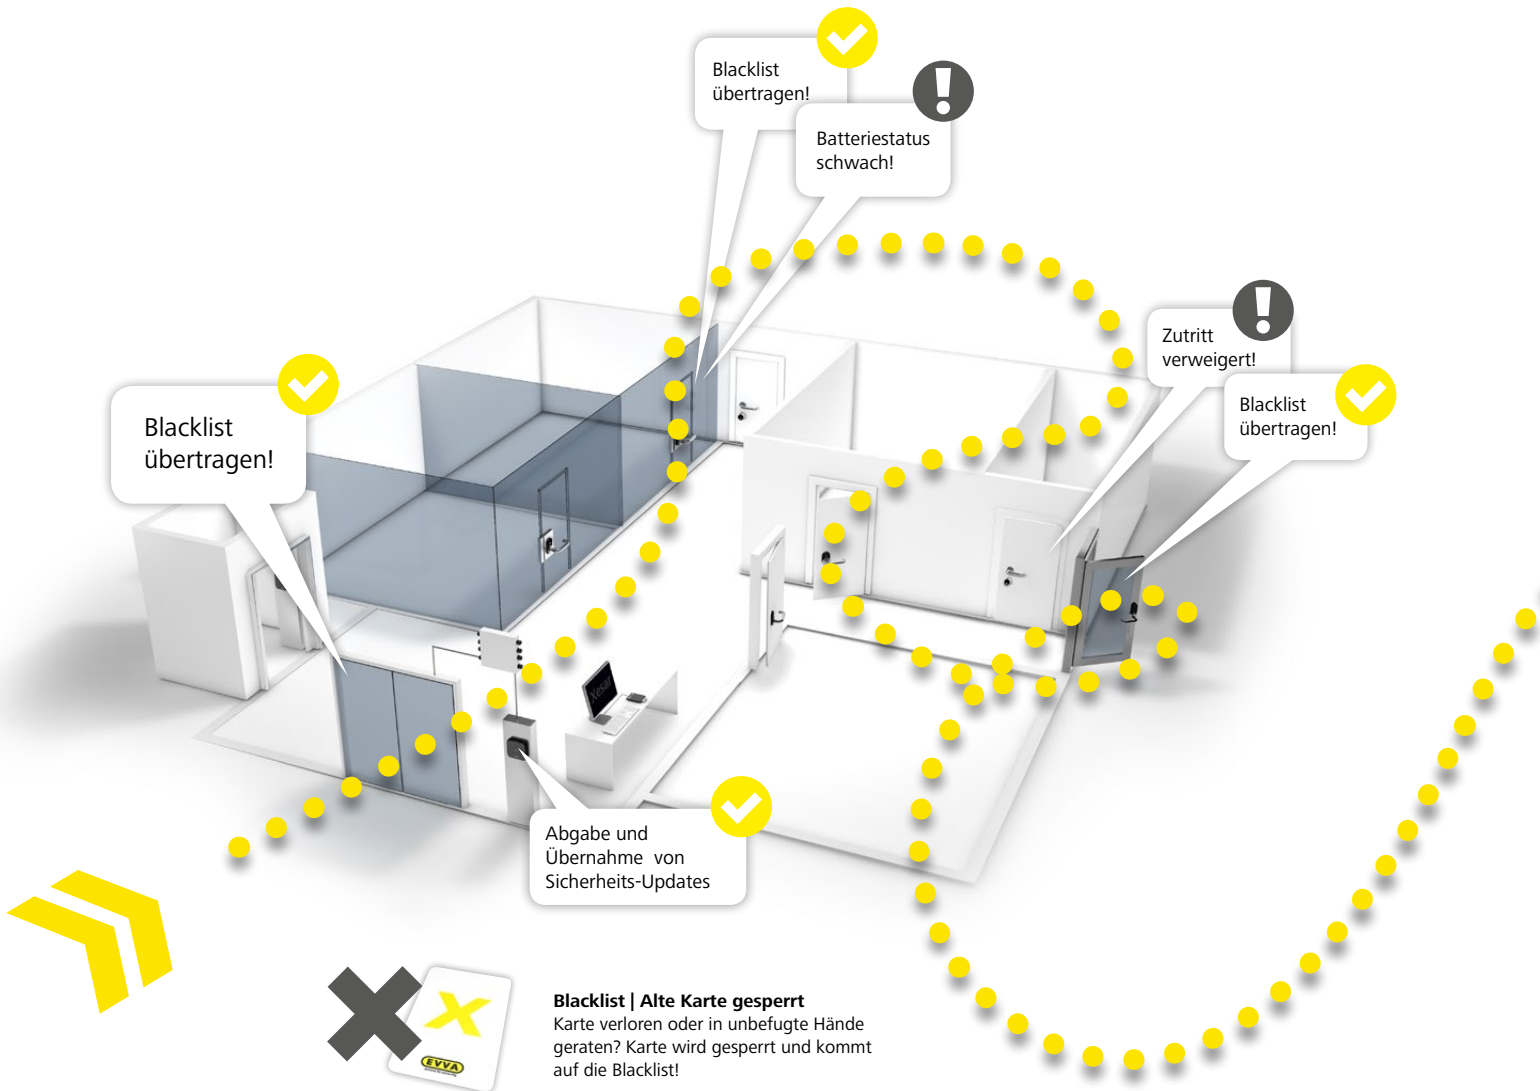 Blacklist
übertragen!
Batteriestatus
schwach!
Zutritt
verweigert!
Blacklist
übertragen!
Blacklist
übertragen!
Xesar
Abgabe und
Übernahme von
Sicherheits-Updates
EVVA
Blacklist | Alte Karte gesperrt
Karte verloren oder in unbefugte Hände
geraten? Karte wird gesperrt und kommt
auf die Blacklist!